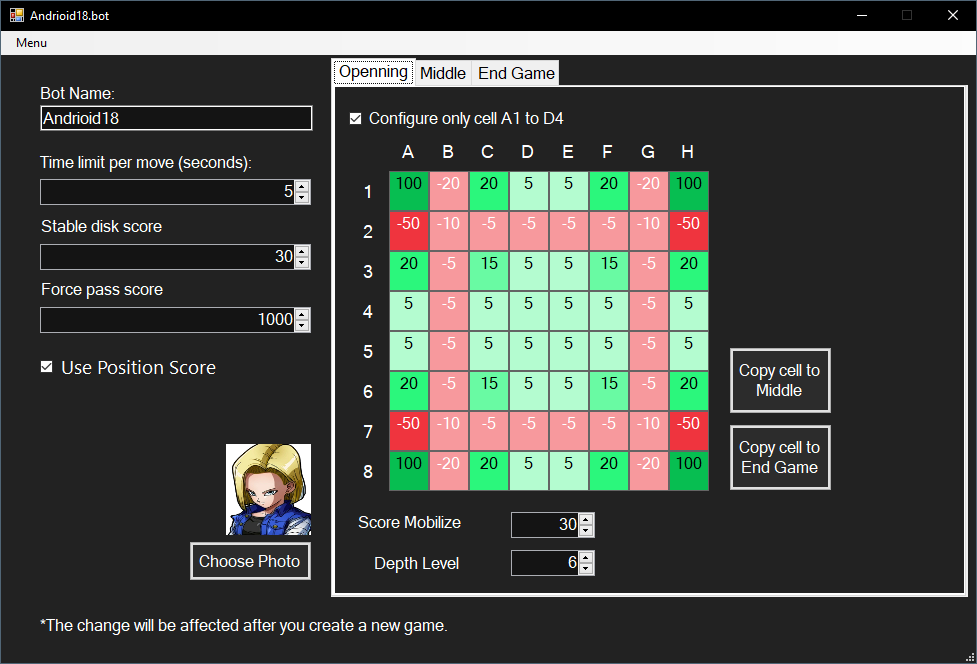 Andrioid18.bot
Menu
Bot Name:
Andrioid18
Time limit per move (seconds):
5
Stable disk score
30
Force pass score
1000
Use Position Score
Choose Photo
Openning Middle End Game
Configure only cell A1 to D4
A B C D E F G H
1 100 -20 20 5 5 20 -20 100
2 -50 -10 -5 -5 -5 -5 -10 -50
3 20 -5 15 5 5 15 -5 20
4 5 -5 5 5 5 5 -5 5
5 5 -5 5 5 5 5 -5 5
6 20 -5 15 5 5 15 -5 20
7 -50 -10 -5 -5 -5 -5 -10 -50
8 100 -20 20 5 5 20 -20 100
Copy cell to
Middle
Copy cell to
End Game
Score Mobilize 30
Depth Level 6
*The change will be affected after you create a new game.